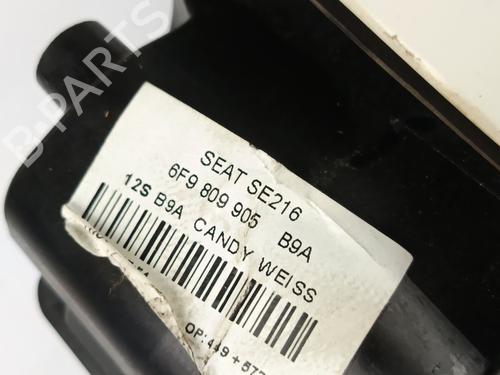 B-PARTS
SEAT SE216
6F9 809 905 B9A
12S B9A CANDY WEISS